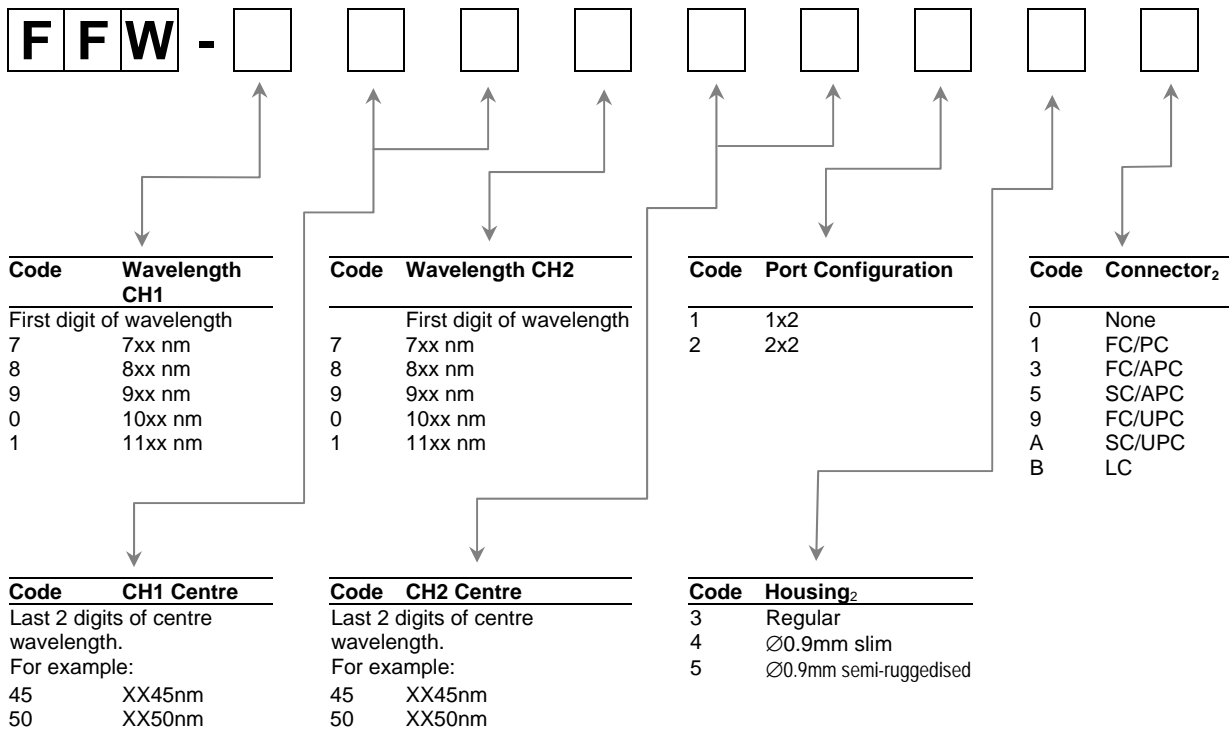 FFW-
Code Wavelength CH1
First digit of wavelength
7 7xx nm
8 8xx nm
9 9xx nm
0 10xx nm
1 11xx nm
Code Wavelength CH2
First digit of wavelength
7 7xx nm
8 8xx nm
9 9xx nm
0 10xx nm
1 11xx nm
Code Port Configuration
1 1x2
2 2x2
Code Connector₂
0 None
1 FC/PC
3 FC/APC
5 SC/APC
9 FC/UPC
A SC/UPC
B LC
Code CH1 Centre
Last 2 digits of centre
wavelength.
For example:
45 XX45nm
50 XX50nm
Code CH2 Centre
Last 2 digits of centre
wavelength.
For example:
45 XX45nm
50 XX50nm
Code Housing₂
3 Regular
4 ∅0.9mm slim
5 ∅0.9mm semi-ruggedised